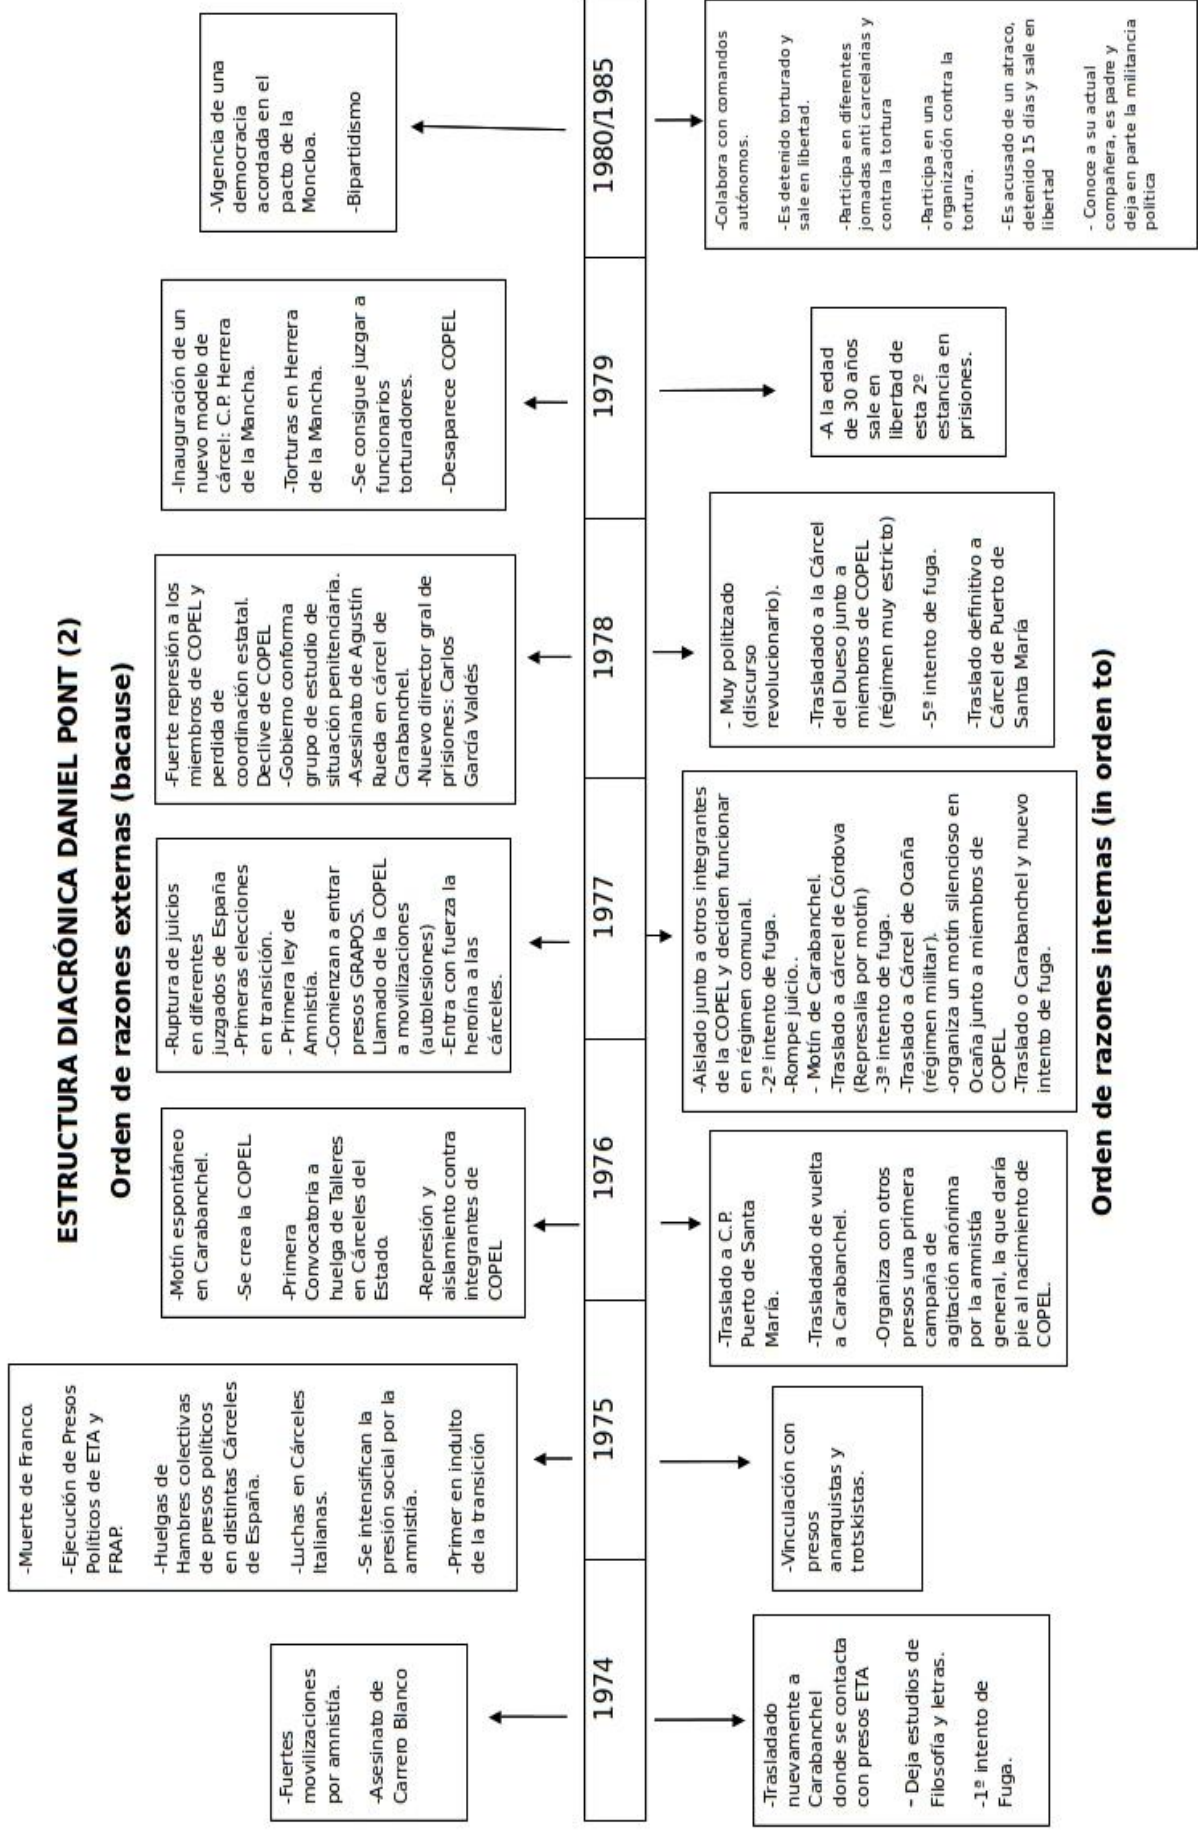 ESTRUCTURA DIACRÓNICA DANIEL PONT (2)
Orden de razones externas (bacause)
-Fuertes
movilizaciones
por amnistía.
-Asesinato de
Carrero Blanco
-Muerte de Franco.
-Ejecución de Presos
Políticos de ETA y
FRAP.
-Huelgas de
Hambres colectivas
de presos políticos
en distintas Cárceles
de España.
-Luchas en Cárceles
Italianas.
-Se intensifican la
presión social por la
amnistía.
-Primer en indulto
de la transición
-Motín espontáneo
en Carabanchel.
-Se crea la COPEL.
-Primera
Convocatoria a
huelga de Talleres
en Cárceles del
Estado.
-Represión y
aislamiento contra
integrantes de
COPEL
-Ruptura de juicios
en diferentes
juzgados de España
-Primeras elecciones
en transición.
- Primera ley de
Amnistía.
-Comienzan a entrar
presos GRAPOS.
Llamado de la COPEL
a movilizaciones
(autolesiones)
-Entra con fuerza la
heroína a las
cárceles.
-Fuerte represión a los
miembros de COPEL y
perdida de
coordinación estatal.
Declive de COPEL
-Gobierno conforma
grupo de estudio de
situación penitenciaria.
-Asesinato de Agustín
Rueda en cárcel de
Carabanchel.
-Nuevo director gral de
prisiones: Carlos
García Valdés
-Inauguración de un
nuevo modelo de
cárcel: C.P. Herrera
de la Mancha.
-Torturas en Herrera
de la Mancha.
-Se consigue juzgar a
funcionarios
torturadores.
-Desaparece COPEL
-Vigencia de una
democracia
acordada en el
pacto de la
Moncloa.
-Bipartidismo
1974
1975
1976
1977
1978
1979
1980/1985
-Trasladado
nuevamente a
Carabanchel
donde se contacta
con presos ETA
- Deja estudios de
Filosofía y letras.
-1º intento de
Fuga.
-Vinculación con
presos
anarquistas y
trotskistas.
-Traslado a C.P.
Puerto de Santa
María.
-Trasladado de vuelta
a Carabanchel.
-Organiza con otros
presos una primera
campaña de
agitación anónima
por la amnistía
general, la que daría
pie al nacimiento de
COPEL.
-Aislado junto a otros integrantes
de la COPEL y deciden funcionar
en régimen comunal.
-2º intento de fuga.
-Rompe juicio..
- Motín de Carabanchel.
-Traslado a cárcel de Córdova
(Represalia por motín)
-3º intento de fuga.
-Traslado a Cárcel de Ocaña
(régimen militar).
-organiza un motín silencioso en
Ocaña junto a miembros de
COPEL
-Traslado o Carabanchel y nuevo
intento de fuga.
- Muy politizado
(discurso
revolucionario).
-Trasladado a la Cárcel
del Dueso junto a
miembros de COPEL
(régimen muy estricto)
-5º intento de fuga.
-Traslado definitivo a
Cárcel de Puerto de
Santa María
-A la edad
de 30 años
sale en
libertad de
esta 2º
estancia en
prisiones.
-Colabora con comandos
autónomos.
-Es detenido torturado y
sale en libertad.
-Participa en diferentes
jornadas anti carcelarias y
contra la tortura
-Participa en una
organización contra la
tortura.
-Es acusado de un atraco,
detenido 15 días y sale en
libertad
- Conoce a su actual
compañera, es padre y
deja en parte la militancia
política
Orden de razones internas (in orden to)